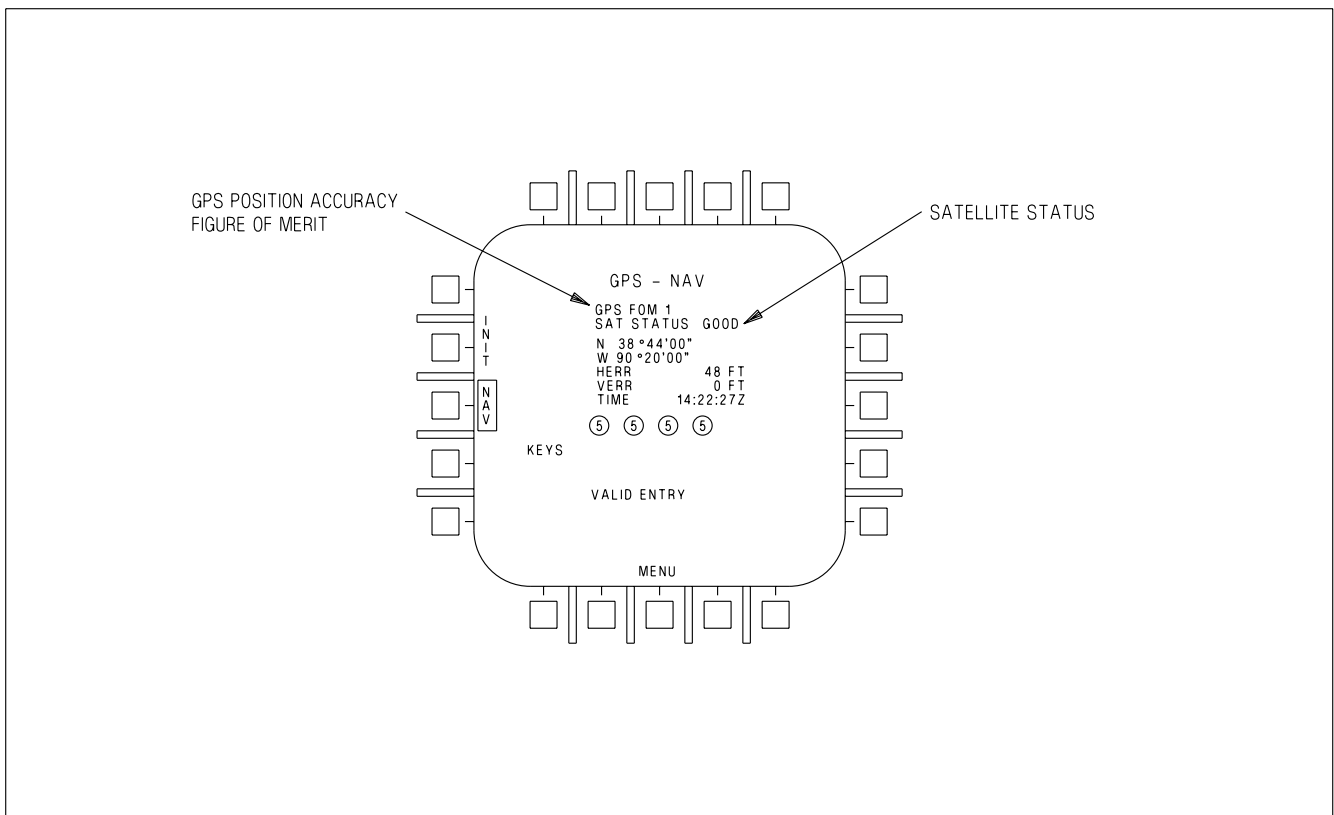 GPS POSITION ACCURACY
FIGURE OF MERIT
SATELLITE STATUS
GPS – NAV
GPS FOM 1
SAT STATUS GOOD
N 38°44'00"
W 90°20'00"
HERR 48 FT
VERR 0 FT
TIME 14:22:27Z
5 5 5 5
INIT
NAV
KEYS
VALID ENTRY
MENU